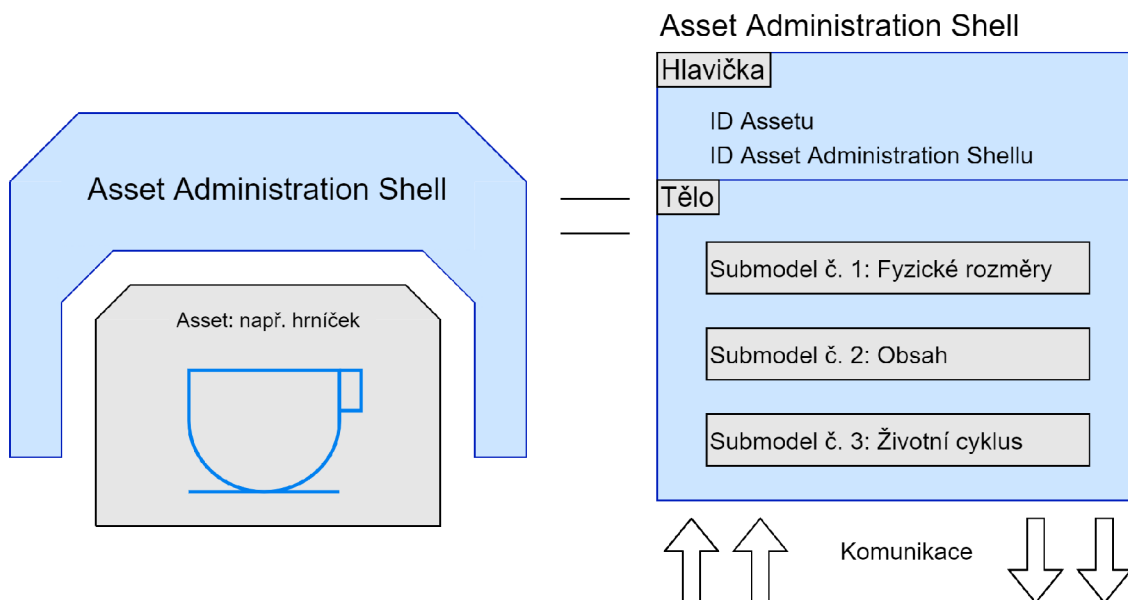 Asset Administration Shell
Asset: např. hrníček
Asset Administration Shell
Hlavička
ID Assetu
ID Asset Administration Shellu
Tělo
Submodel č. 1: Fyzické rozměry
Submodel č. 2: Obsah
Submodel č. 3: Životní cyklus
Komunikace